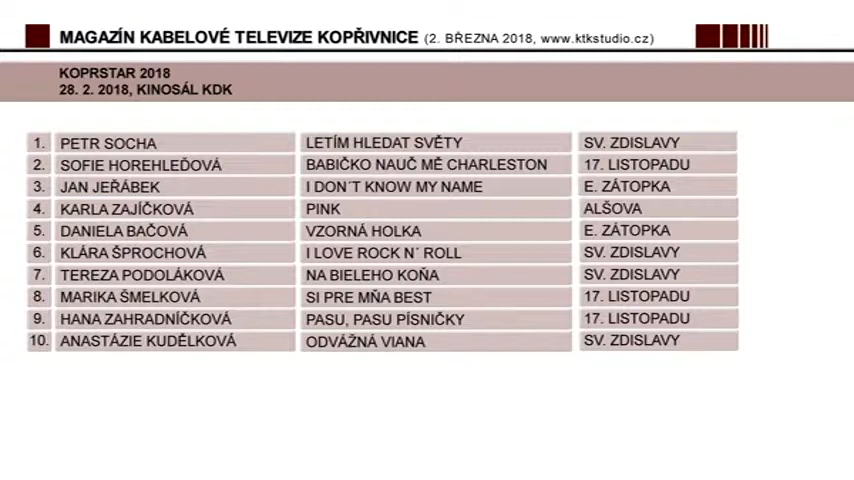 MAGAZÍN KABELOVÉ TELEVIZE KOPŘIVNICE (2. BŘEZNA 2018, www.ktkstudio.cz)
KOPRSTAR 2018
28. 2. 2018, KINOSÁL KDK
1. PETR SOCHA LETÍM HLEDAT SVĚTY SV. ZDISLAVY
2. SOFIE HOREHLEĎOVÁ BABIČKO NAUČ MĚ CHARLESTON 17. LISTOPADU
3. JAN JEŘÁBEK I DON´T KNOW MY NAME E. ZÁTOPKA
4. KARLA ZAJÍČKOVÁ PINK ALŠOVA
5. DANIELA BAČOVÁ VZORNÁ HOLKA E. ZÁTOPKA
6. KLÁRA ŠPROCHOVÁ I LOVE ROCK N´ ROLL SV. ZDISLAVY
7. TEREZA PODOLÁKOVÁ NA BIELEHO KOŇA SV. ZDISLAVY
8. MARIKA ŠMELKOVÁ SI PRE MŇA BEST 17. LISTOPADU
9. HANA ZAHRADNÍČKOVÁ PASU, PASU PÍSNIČKY 17. LISTOPADU
10. ANASTÁZIE KUDĚLKOVÁ ODVÁŽNÁ VIANA SV. ZDISLAVY